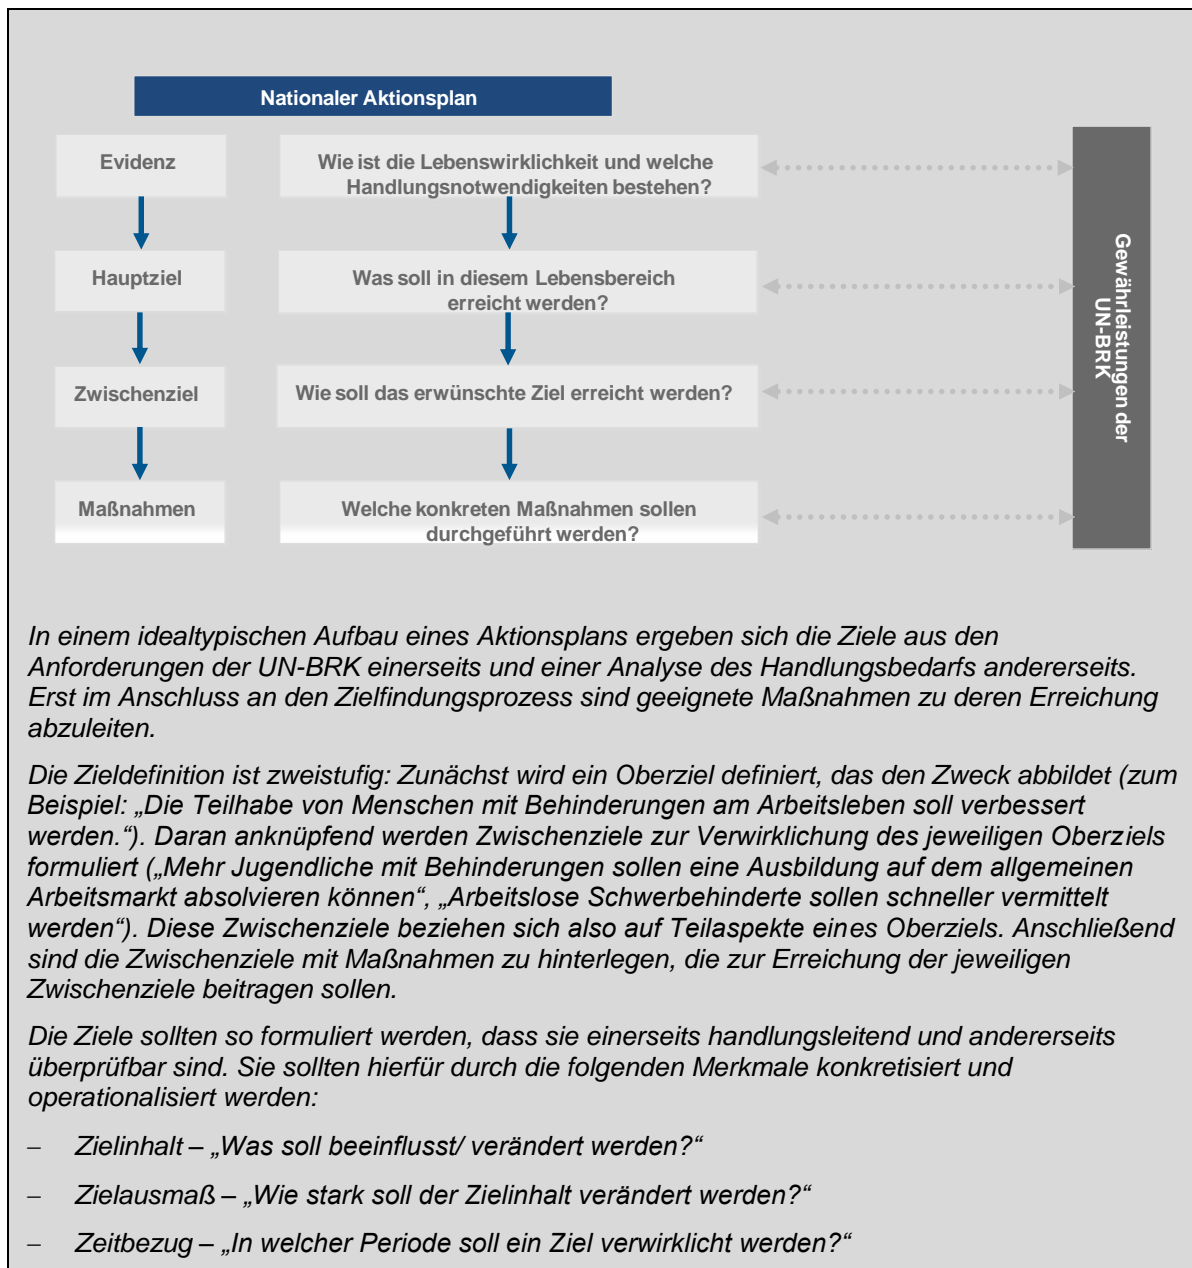 Nationaler Aktionsplan
Evidenz
Wie ist die Lebenswirklichkeit und welche
Handlungsnotwendigkeiten bestehen?
Hauptziel
Was soll in diesem Lebensbereich
erreicht werden?
Zwischenziel
Wie soll das erwünschte Ziel erreicht werden?
Maßnahmen
Welche konkreten Maßnahmen sollen
durchgeführt werden?
Gewährleistungen der
UN-BRK
In einem idealtypischen Aufbau eines Aktionsplans ergeben sich die Ziele aus den
Anforderungen der UN-BRK einerseits und einer Analyse des Handlungsbedarfs andererseits.
Erst im Anschluss an den Zielfindungsprozess sind geeignete Maßnahmen zu deren Erreichung
abzuleiten.
Die Zieldefinition ist zweistufig: Zunächst wird ein Oberziel definiert, das den Zweck abbildet (zum
Beispiel: „Die Teilhabe von Menschen mit Behinderungen am Arbeitsleben soll verbessert
werden.“). Daran anknüpfend werden Zwischenziele zur Verwirklichung des jeweiligen Oberziels
formuliert („Mehr Jugendliche mit Behinderungen sollen eine Ausbildung auf dem allgemeinen
Arbeitsmarkt absolvieren können“, „Arbeitslose Schwerbehinderte sollen schneller vermittelt
werden“). Diese Zwischenziele beziehen sich also auf Teilaspekte eines Oberziels. Anschließend
sind die Zwischenziele mit Maßnahmen zu hinterlegen, die zur Erreichung der jeweiligen
Zwischenziele beitragen sollen.
Die Ziele sollten so formuliert werden, dass sie einerseits handlungsleitend und andererseits
überprüfbar sind. Sie sollten hierfür durch die folgenden Merkmale konkretisiert und
operationalisiert werden:
– Zielinhalt – „Was soll beeinflusst/ verändert werden?“
– Zielausmaß – „Wie stark soll der Zielinhalt verändert werden?“
– Zeitbezug – „In welcher Periode soll ein Ziel verwirklicht werden?“